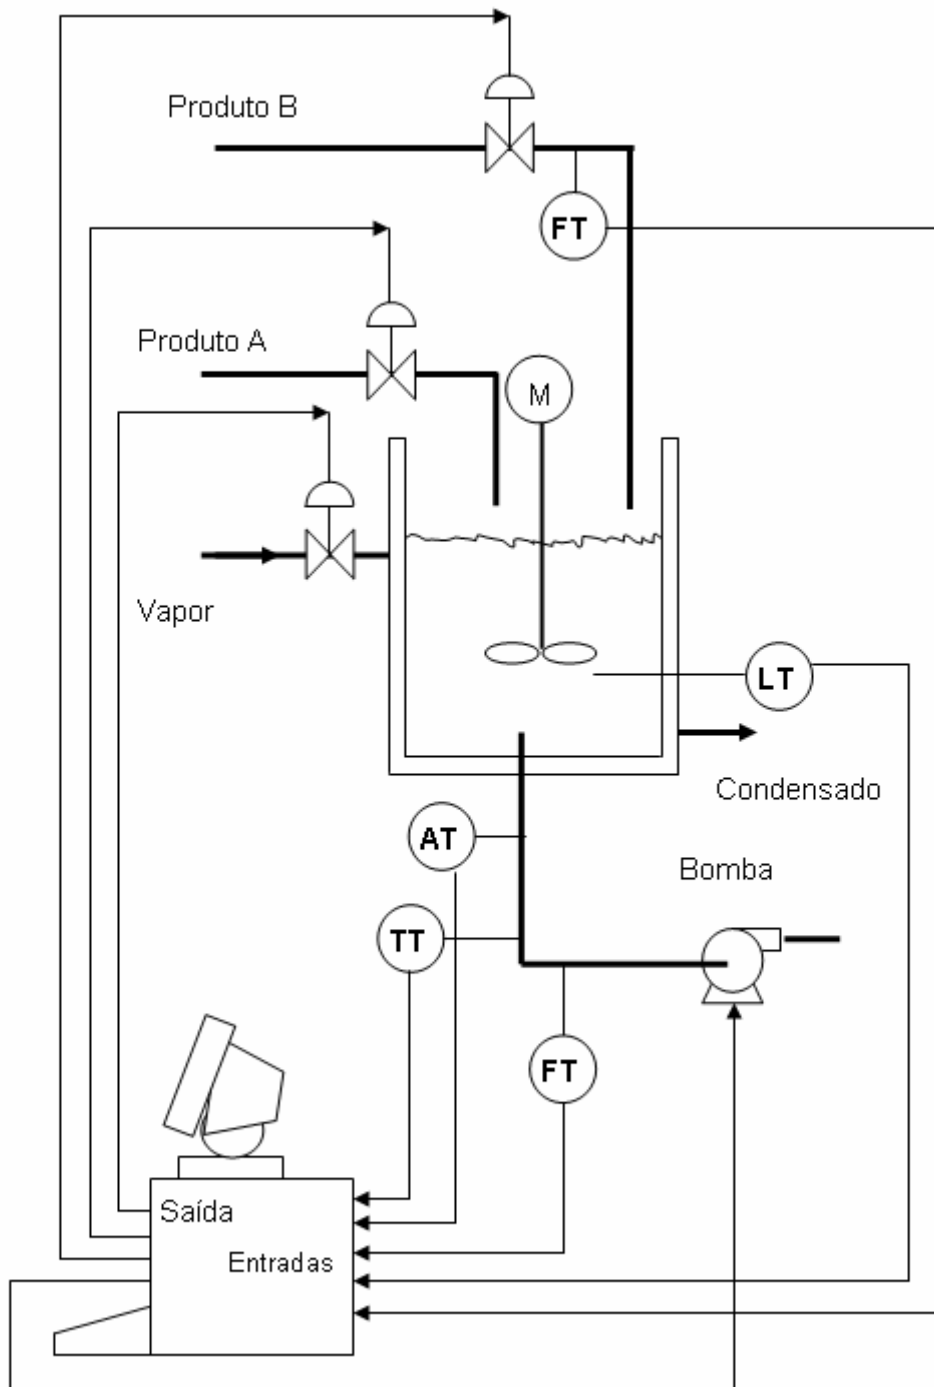 Produto B
FT
Produto A
M
Vapor
LT
Condensado
AT
Bomba
TT
FT
Saída
Entradas